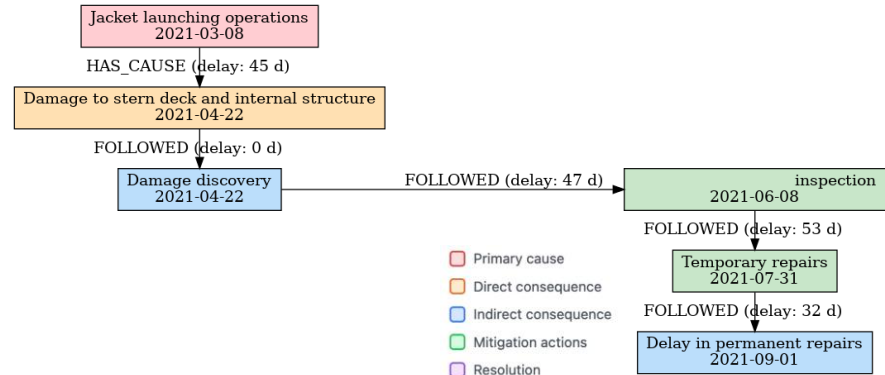 Jacket launching operations
2021-03-08
HAS_CAUSE (delay: 45 d)
Damage to stern deck and internal structure
2021-04-22
FOLLOWED (delay: 0 d)
Damage discovery
2021-04-22
FOLLOWED (delay: 47 d)
inspection
2021-06-08
FOLLOWED (delay: 53 d)
Temporary repairs
2021-07-31
FOLLOWED (delay: 32 d)
Delay in permanent repairs
2021-09-01
Primary cause
Direct consequence
Indirect consequence
Mitigation actions
Resolution